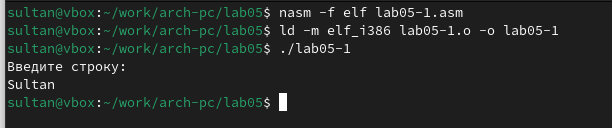 sultan@vbox:~/work/arch-pc/lab05$ nasm -f elf lab05-1.asm
sultan@vbox:~/work/arch-pc/lab05$ ld -m elf_i386 lab05-1.o -o lab05-1
sultan@vbox:~/work/arch-pc/lab05$ ./lab05-1
Введите строку:
Sultan
sultan@vbox:~/work/arch-pc/lab05$